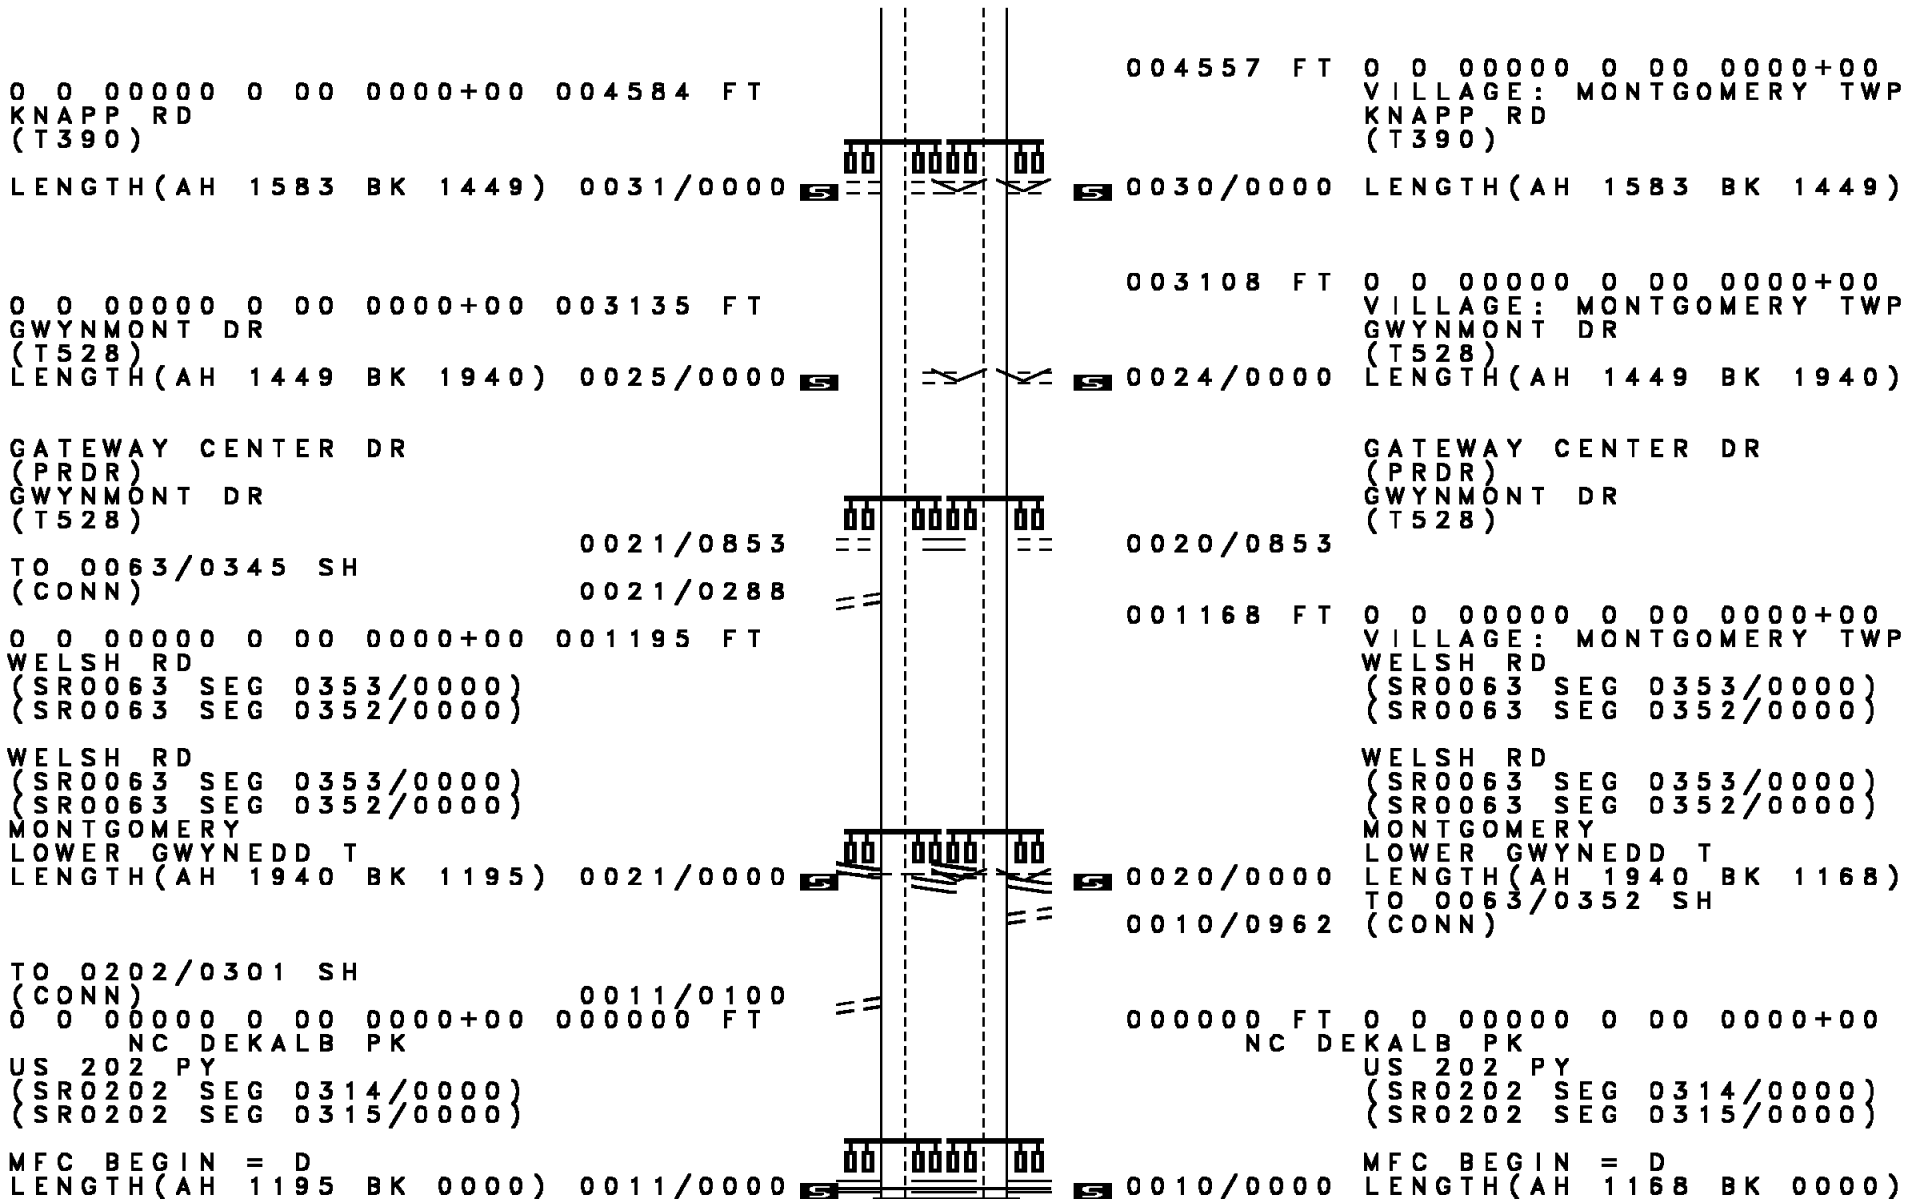 004557 FT 0 0 00000 0 00 0000+00
0 0 00000 0 00 0000+00 004584 FT VILLAGE: MONTGOMERY TWP
KNAPP RD KNAPP RD
(T390) (T390)
LENGTH(AH 1583 BK 1449) 0031/0000 S S 0030/0000 LENGTH(AH 1583 BK 1449)
003108 FT 0 0 00000 0 00 0000+00
0 0 00000 0 00 0000+00 003135 FT VILLAGE: MONTGOMERY TWP
GWYNMONT DR GWYNMONT DR
(T528) (T528)
LENGTH(AH 1449 BK 1940) 0025/0000 S S 0024/0000 LENGTH(AH 1449 BK 1940)
GATEWAY CENTER DR GATEWAY CENTER DR
(PRDR) (PRDR)
GWYNMONT DR GWYNMONT DR
(T528) (T528)
0021/0853 0020/0853
TO 0063/0345 SH
(CONN) 0021/0288
001168 FT 0 0 00000 0 00 0000+00
0 0 00000 0 00 0000+00 001195 FT VILLAGE: MONTGOMERY TWP
WELSH RD WELSH RD
(SR0063 SEG 0353/0000) (SR0063 SEG 0353/0000)
(SR0063 SEG 0352/0000) (SR0063 SEG 0352/0000)
WELSH RD WELSH RD
(SR0063 SEG 0353/0000) (SR0063 SEG 0353/0000)
(SR0063 SEG 0352/0000) (SR0063 SEG 0352/0000)
MONTGOMERY MONTGOMERY
LOWER GWYNEDD T LOWER GWYNEDD T
LENGTH(AH 1940 BK 1195) 0021/0000 S S 0020/0000 LENGTH(AH 1940 BK 1168)
TO 0063/0352 SH
0010/0962 (CONN)
TO 0202/0301 SH
(CONN) 0011/0100
0 0 00000 0 00 0000+00 000000 FT 000000 FT 0 0 00000 0 00 0000+00
NC DEKALB PK NC DEKALB PK
US 202 PY US 202 PY
(SR0202 SEG 0314/0000) (SR0202 SEG 0314/0000)
(SR0202 SEG 0315/0000) (SR0202 SEG 0315/0000)
MFC BEGIN = D MFC BEGIN = D
LENGTH(AH 1195 BK 0000) 0011/0000 S S 0010/0000 LENGTH(AH 1168 BK 0000)